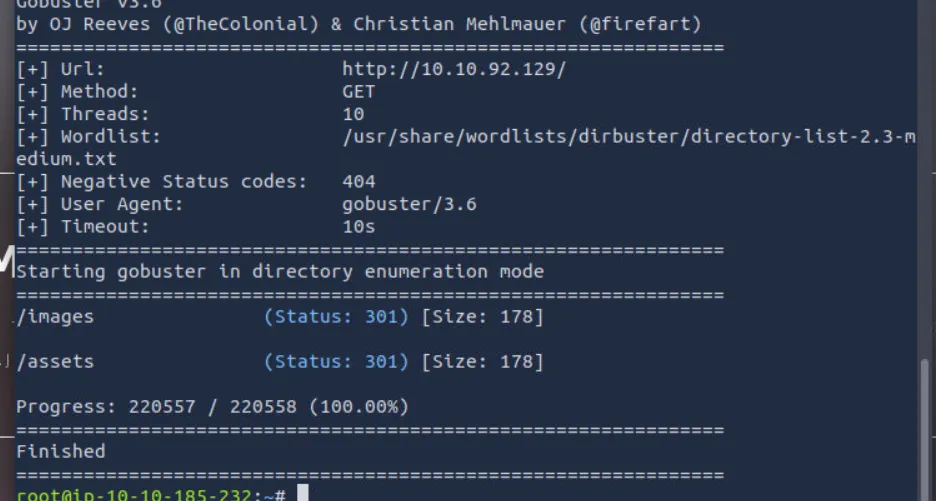 Gobuster v3.6
by OJ Reeves (@TheColonial) & Christian Mehlmauer (@firefart)
===============================================================
[+] Url:                     http://10.10.92.129/
[+] Method:                  GET
[+] Threads:                 10
[+] Wordlist:                /usr/share/wordlists/dirbuster/directory-list-2.3-m
edium.txt
[+] Negative Status codes:   404
[+] User Agent:              gobuster/3.6
[+] Timeout:                 10s
===============================================================
Starting gobuster in directory enumeration mode
===============================================================
/images               (Status: 301) [Size: 178]
/assets               (Status: 301) [Size: 178]
Progress: 220557 / 220558 (100.00%)
===============================================================
Finished
===============================================================
root@ip-10-10-185-232:~#